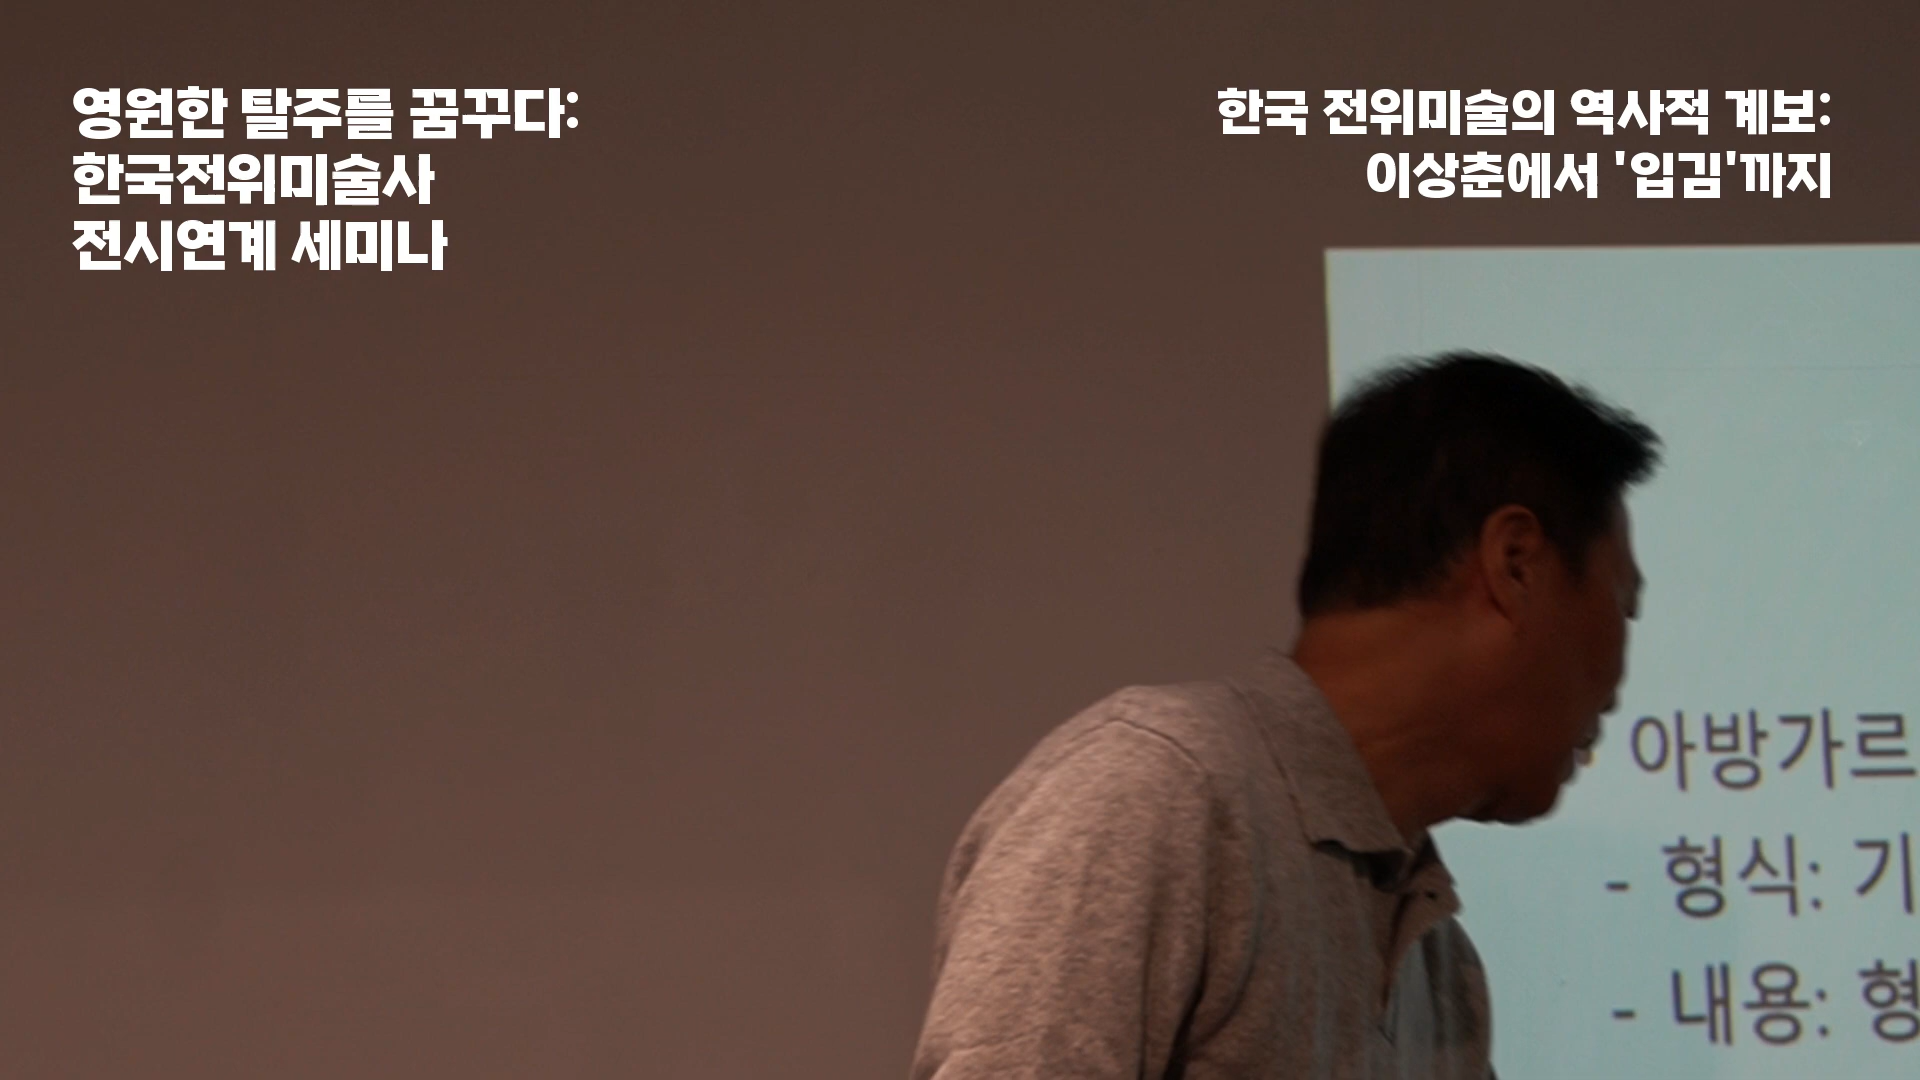 영원한 탈주를 꿈꾸다:
한국전위미술사
전시연계 세미나
한국 전위미술의 역사적 계보:
이상춘에서 '입김'까지
아방가르
- 형식: 기
- 내용: 형